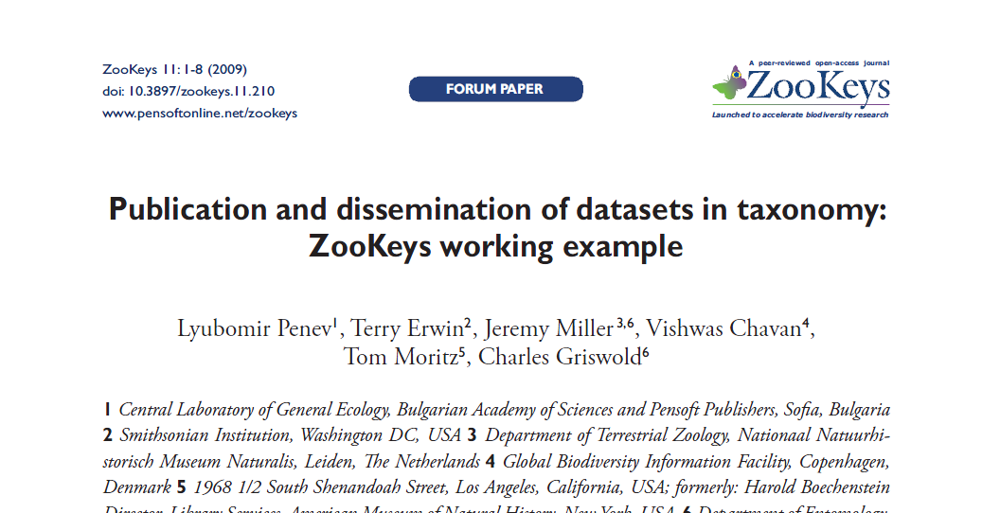 ZooKeys 11: 1-8 (2009)
doi: 10.3897/zookeys.11.210
www.pensoftonline.net/zookeys
FORUM PAPER
A peer-reviewed open-access journal
ZooKeys
Launched to accelerate biodiversity research
Publication and dissemination of datasets in taxonomy:
ZooKeys working example
Lyubomir Penev¹, Terry Erwin², Jeremy Miller³,⁶, Vishwas Chavan⁴,
Tom Moritz⁵, Charles Griswold⁶
1 Central Laboratory of General Ecology, Bulgarian Academy of Sciences and Pensoft Publishers, Sofia, Bulgaria
2 Smithsonian Institution, Washington DC, USA 3 Department of Terrestrial Zoology, Nationaal Natuurhi-
storisch Museum Naturalis, Leiden, The Netherlands 4 Global Biodiversity Information Facility, Copenhagen,
Denmark 5 1968 1/2 South Shenandoah Street, Los Angeles, California, USA; formerly: Harold Boechenstein
Director, Library Services, American Museum of Natural History, New York, USA 6 Department of Entomology,